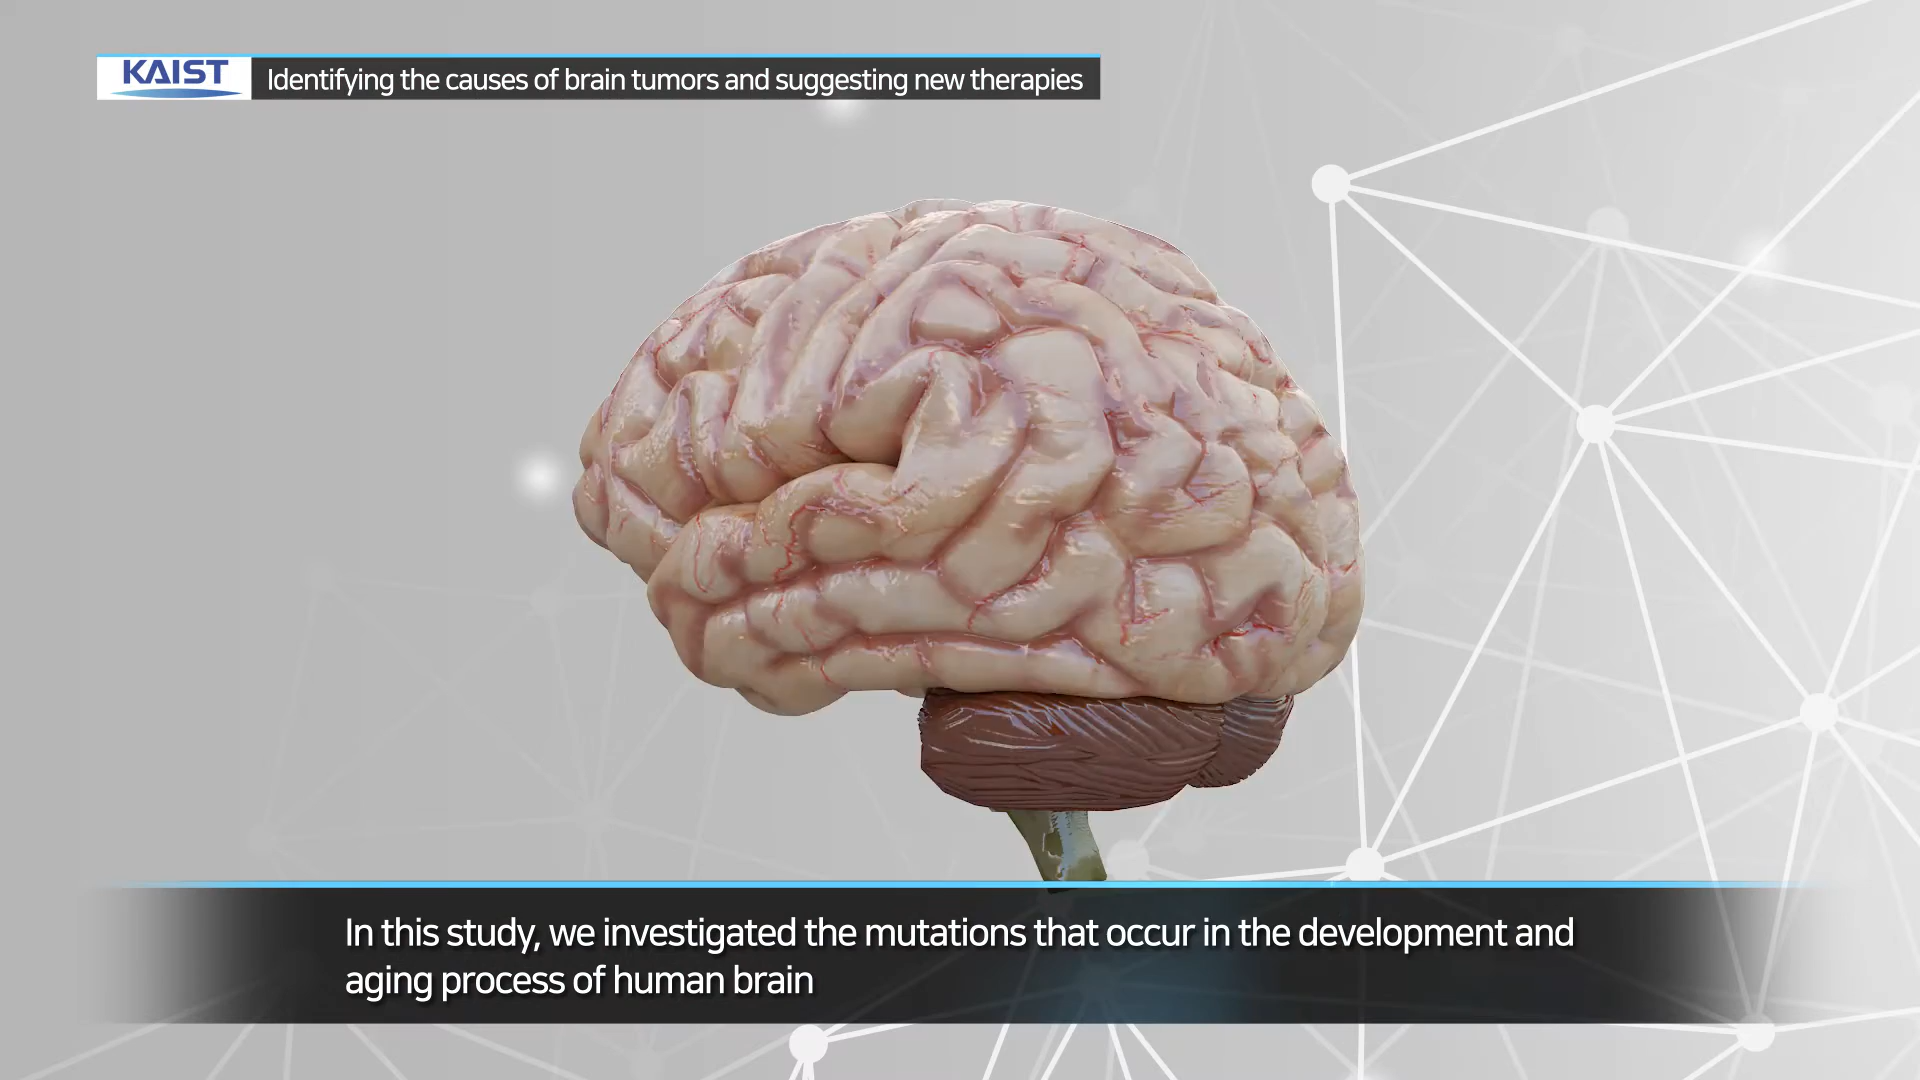 KAIST
Identifying the causes of brain tumors and suggesting new therapies
In this study, we investigated the mutations that occur in the development and
aging process of human brain